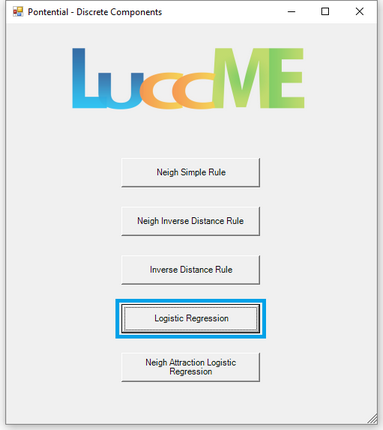 Pontential - Discrete Components
LuccME
Neigh Simple Rule
Neigh Inverse Distance Rule
Inverse Distance Rule
Logistic Regression
Neigh Attraction Logistic
Regression